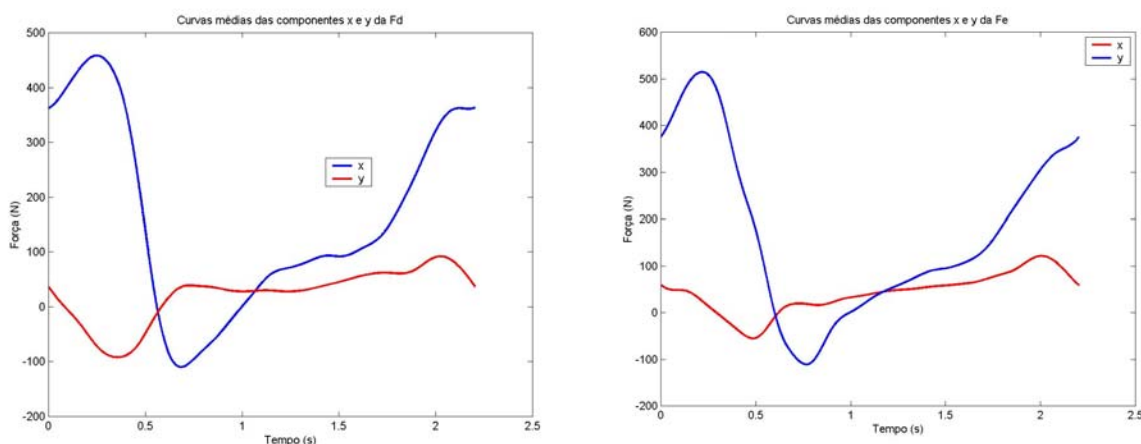 Curvas médias das componentes x e y da Fd
500
400
300
200
100
0
-100
-200
Força (N)
x
y
0
0.5
1
1.5
2
2.5
Tempo (s)
Curvas médias das componentes x e y da Fe
600
500
400
300
200
100
0
-100
-200
Força (N)
x
y
0
0.5
1
1.5
2
2.5
Tempo (s)